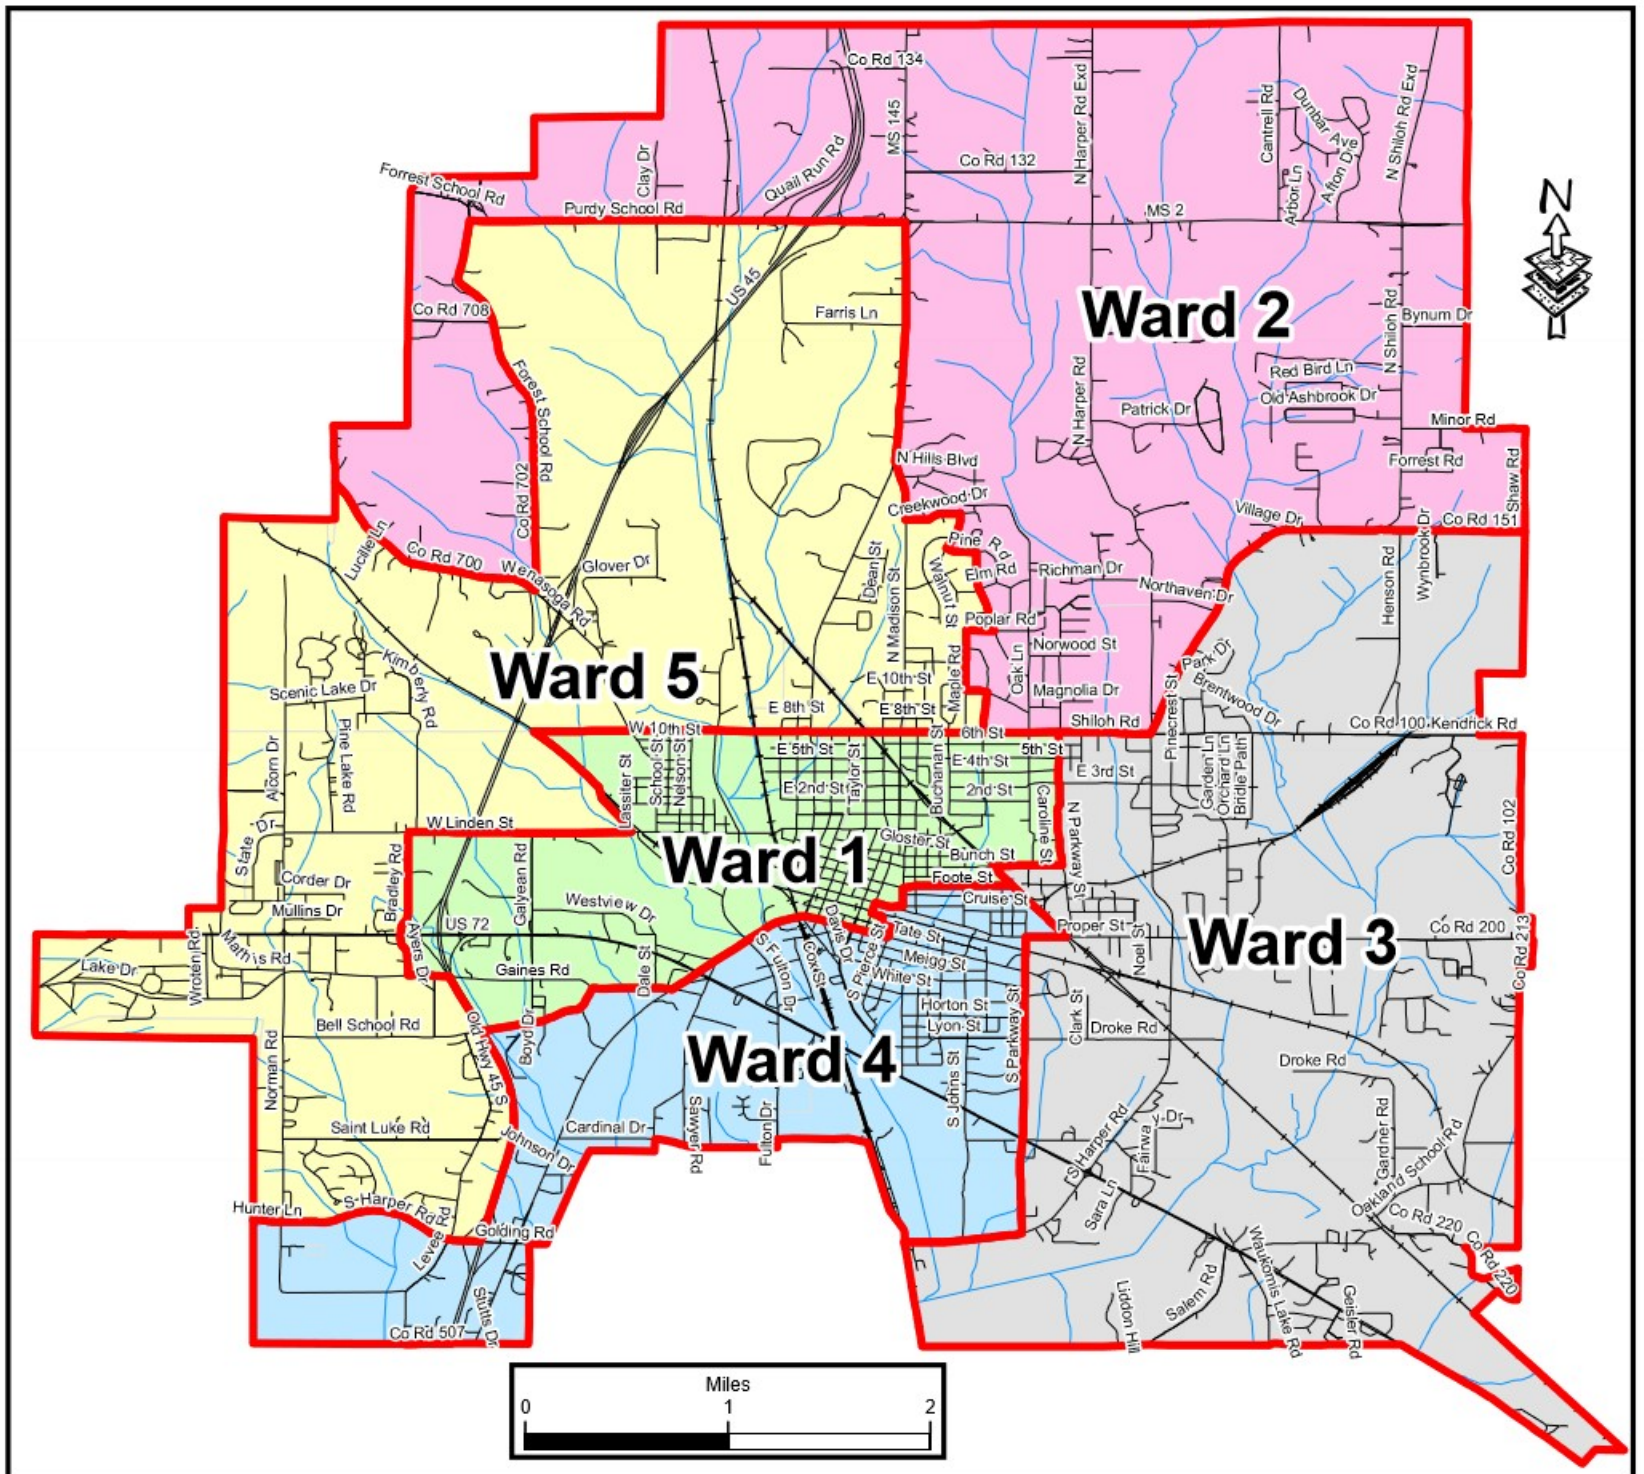 Co Rd 134
MS 145
N Harper Rd Exd
Cantrell Rd
Dunbar Ave
N Shiloh Rd Exd
Co Rd 132
Clay Dr
Quail Run Rd
Arbor Ln
Afton Dr
Forrest School Rd
Purdy School Rd
MS 2
N
US 45
Co Rd 708
Farris Ln
Ward 2
N Shiloh Rd
Bynum Dr
Forest School Rd
N Harper Rd
Red Bird Ln
Old Ashbrook Dr
Patrick Dr
Minor Rd
N Hills Blvd
Forrest Rd
Shaw Rd
Co Rd 702
Creekwood Dr
Village Dr
Co Rd 151
Lucille Ln
Co Rd 700
Wenasoga Rd
Glover Dr
Dean St
N Madison St
Walnut St
Pine Rd
Elm Rd
Richman Dr
Northaven Dr
Henson Rd
Wynbrook Dr
Poplar Rd
Norwood St
Kimberly Rd
Ward 5
Maple Rd
Oak Ln
Park Dr
Scenic Lake Dr
E 10th St
Magnolia Dr
Brentwood Dr
Pinecrest St
E 8th St
E 8th St
Shiloh Rd
Co Rd 100
Kendrick Rd
W 10th St
6th St
Alcorn Dr
Pine Lake Rd
Lassiter St
School St
Nelson St
E 5th St
Taylor St
Buchanan St
5th St
E 4th St
E 3rd St
E 2nd St
2nd St
Garden Ln
Orchard Ln
Bridle Path
Caroline St
N Parkway St
Co Rd 102
W Linden St
State Dr
Ward 1
Gloster St
Bunch St
Bradley Rd
Galyean Rd
Corder Dr
Foote St
Cruise St
Mullins Dr
Westview Dr
US 72
Ayers Dr
Davis Dr
Tate St
Proper St
Noel St
Ward 3
Co Rd 200
Co Rd 213
Wroten Rd
Mathis Rd
Lake Dr
Gaines Rd
Dale St
S Fulton Dr
Cox St
S Pierce St
Meigg St
White St
Horton St
Lyon St
S Parkway St
Clark St
Droke Rd
Bell School Rd
Old Hwy 45 S
Boyd Dr
Ward 4
Droke Rd
Norman Rd
Saint Luke Rd
Johnson Dr
Cardinal Dr
Sawyer Rd
Fulton Dr
S Johns St
S Harper Rd
Fairwa
y Dr
Gardner Rd
Oakland School Rd
Sara Ln
Hunter Ln
S Harper Rd
Levee Rd
Golding Rd
Co Rd 220
Co Rd 220
Stutts Dr
Co Rd 507
Liddon Hill
Salem Rd
Waukomis Lake Rd
Geisler Rd
Miles
0 1 2